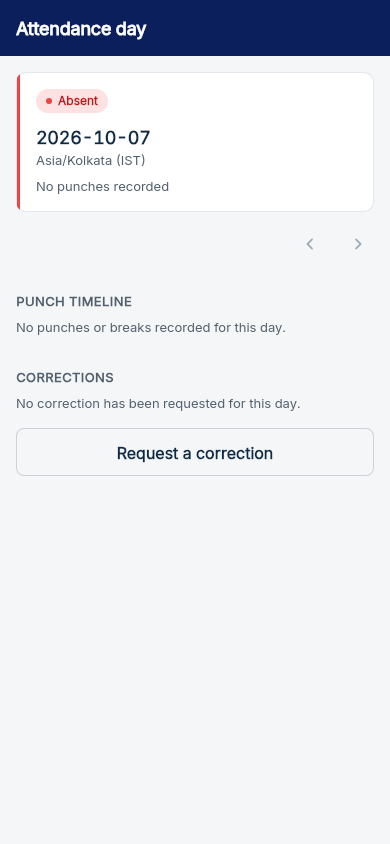 Attendance day
Absent
2026-10-07
Asia/Kolkata (IST)
No punches recorded
PUNCH TIMELINE
No punches or breaks recorded for this day.
CORRECTIONS
No correction has been requested for this day.
Request a correction